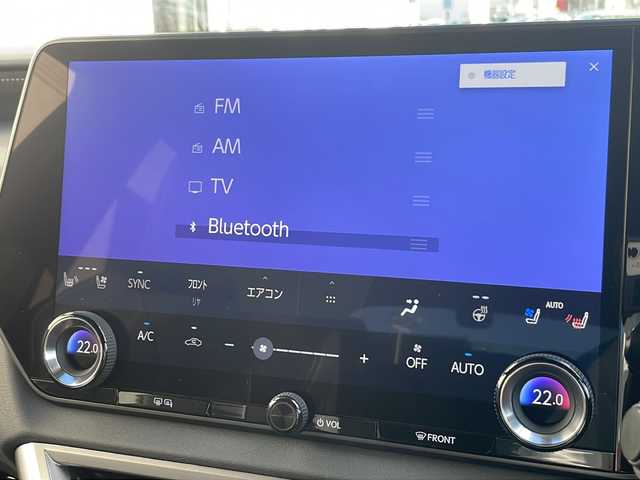 機器設定
FM
AM
TV
Bluetooth
SYNC
フロント
リヤ
エアコン
AUTO
22.0
A/C
OFF
AUTO
22.0
VOL
FRONT